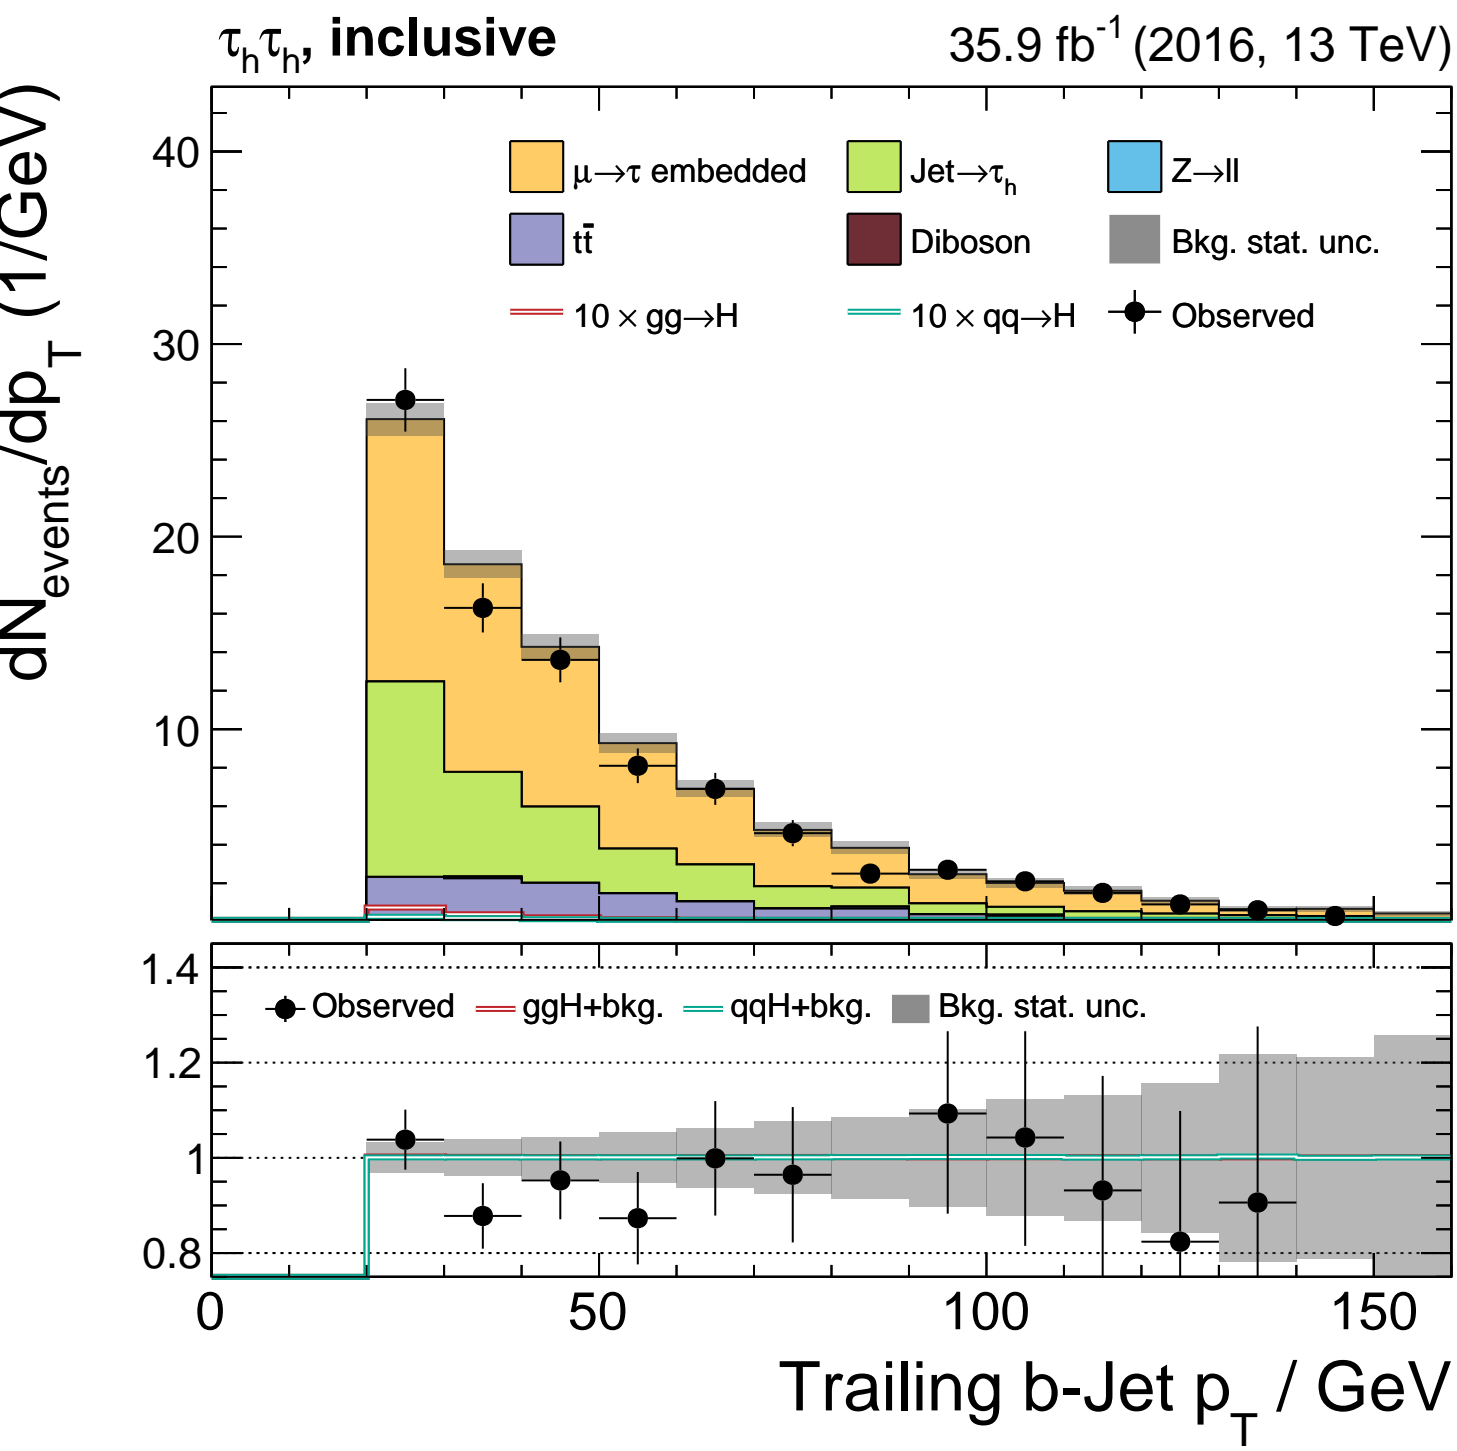 τhτh, inclusive
35.9 fb-1 (2016, 13 TeV)
dNevents/dpT (1/GeV)
40
30
20
10
μ→τ embedded
Jet→τh
Z→ll
tt̄
Diboson
Bkg. stat. unc.
10 × gg→H
10 × qq→H
Observed
1.4
1.2
1
0.8
Observed
ggH+bkg.
qqH+bkg.
Bkg. stat. unc.
0
50
100
150
Trailing b-Jet pT / GeV